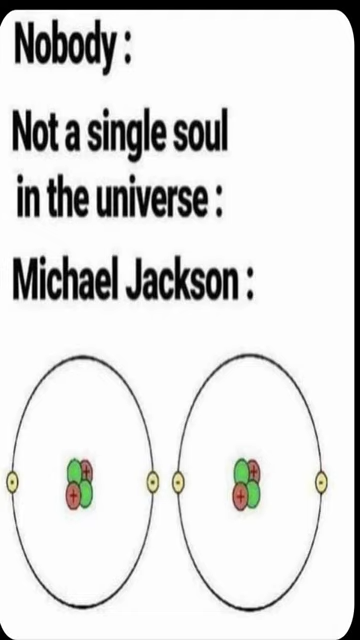 Nobody :
Not a single soul
in the universe :
Michael Jackson :
+
+
+
+
- - - -